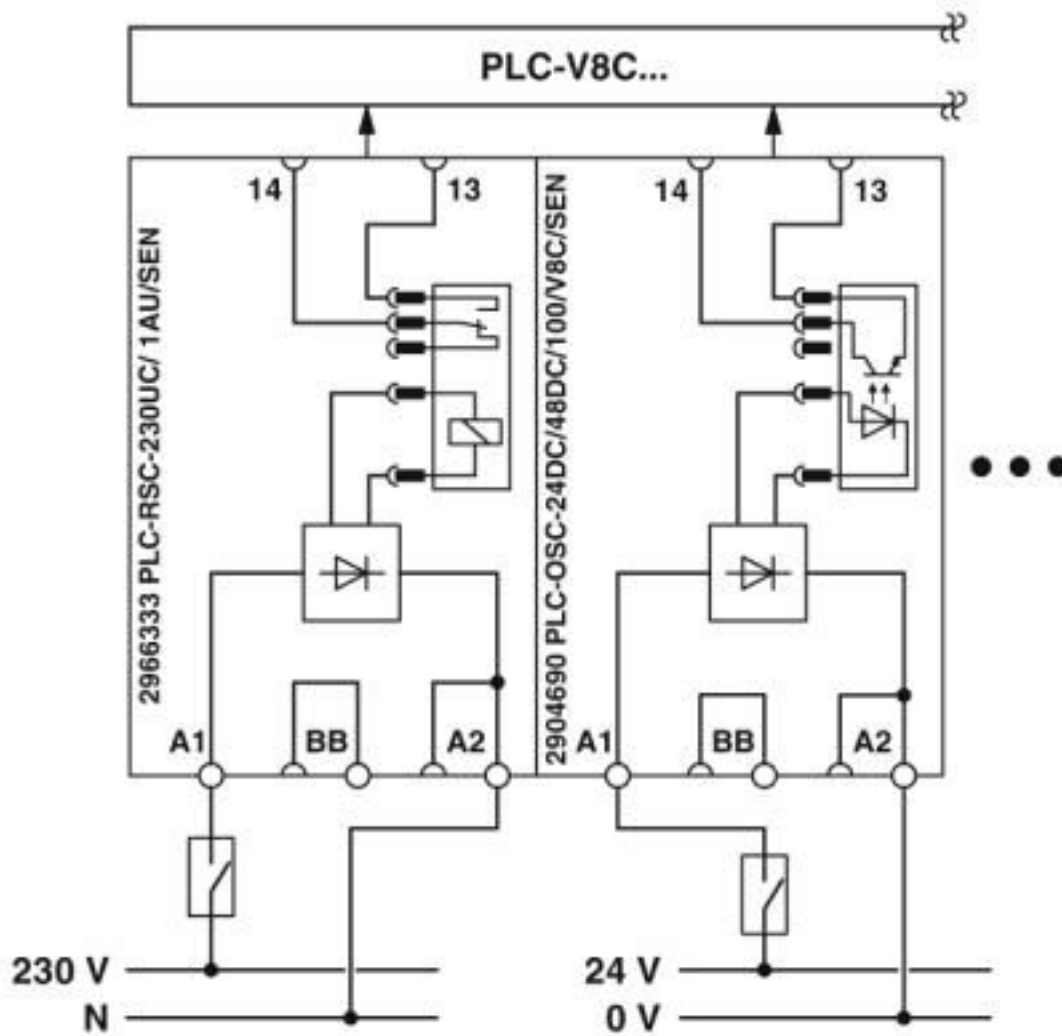 PLC-V8C...
14
13
14
13
2966333 PLC-RSC-230UC/ 1AU/SEN
2904690 PLC-OSC-24DC/48DC/100/V8C/SEN
A1
BB
A2
A1
BB
A2
230 V
24 V
N
0 V